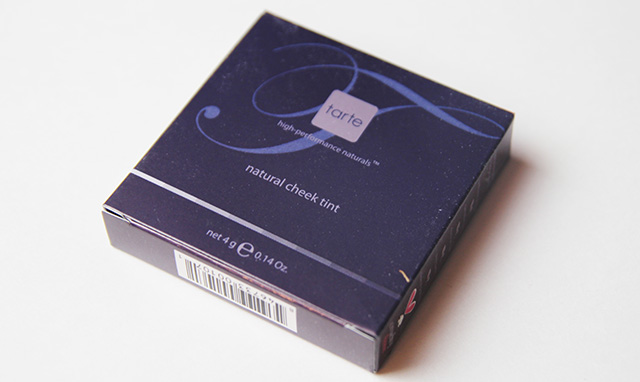 tarte
high-performance naturals™
natural cheek tint
net 4 g ℮ 0.14 Oz.